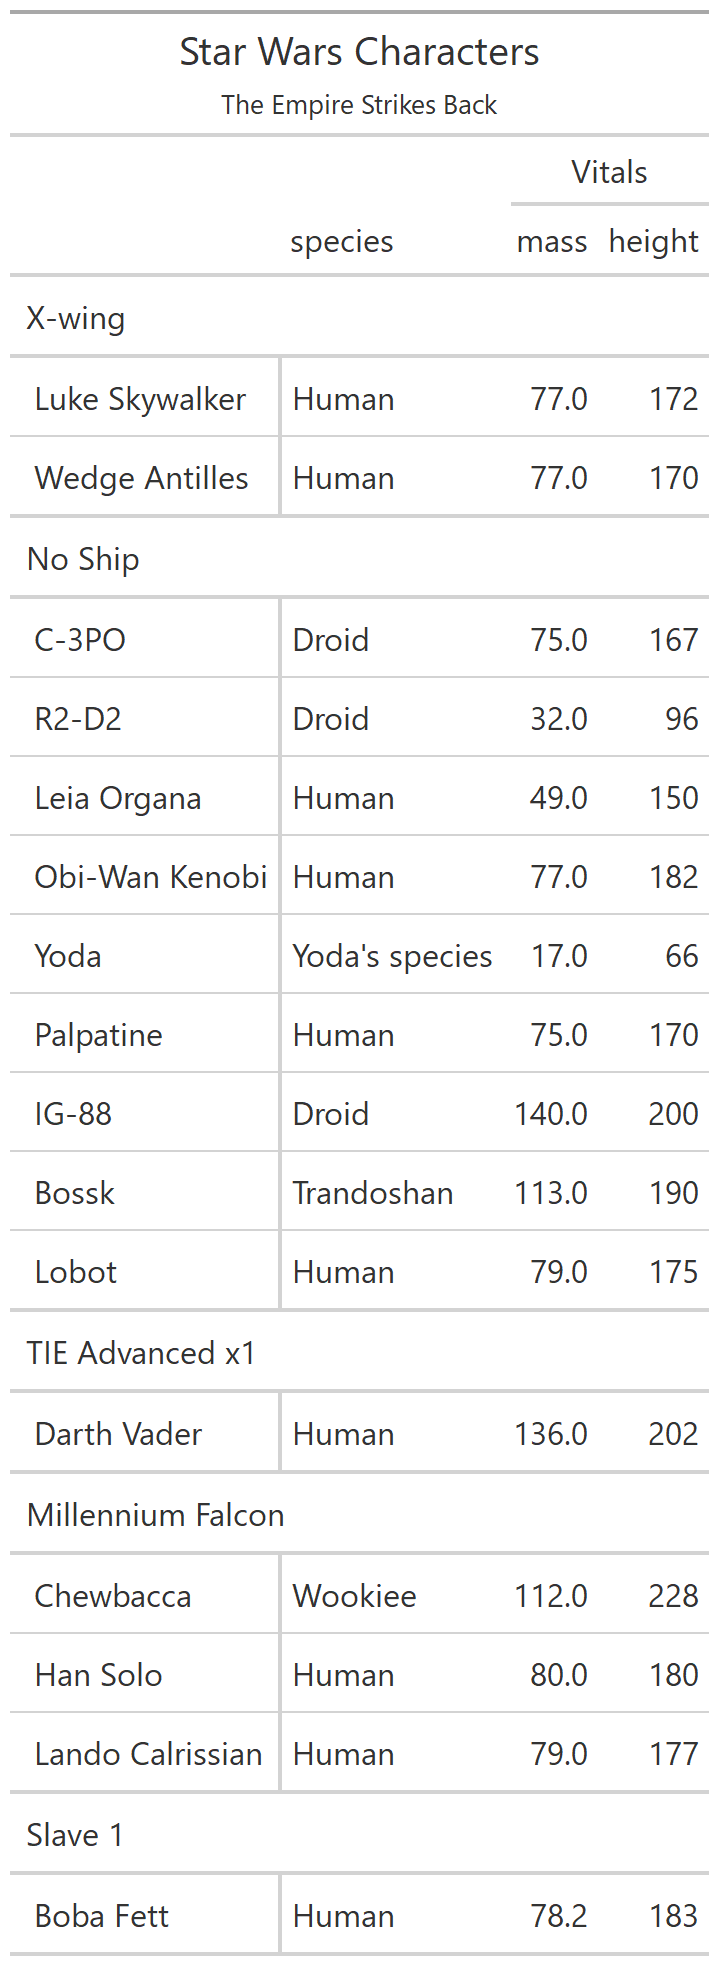 Star Wars Characters
The Empire Strikes Back
Vitals
species mass height
X-wing
Luke Skywalker Human 77.0 172
Wedge Antilles Human 77.0 170
No Ship
C-3PO Droid 75.0 167
R2-D2 Droid 32.0 96
Leia Organa Human 49.0 150
Obi-Wan Kenobi Human 77.0 182
Yoda Yoda's species 17.0 66
Palpatine Human 75.0 170
IG-88 Droid 140.0 200
Bossk Trandoshan 113.0 190
Lobot Human 79.0 175
TIE Advanced x1
Darth Vader Human 136.0 202
Millennium Falcon
Chewbacca Wookiee 112.0 228
Han Solo Human 80.0 180
Lando Calrissian Human 79.0 177
Slave 1
Boba Fett Human 78.2 183